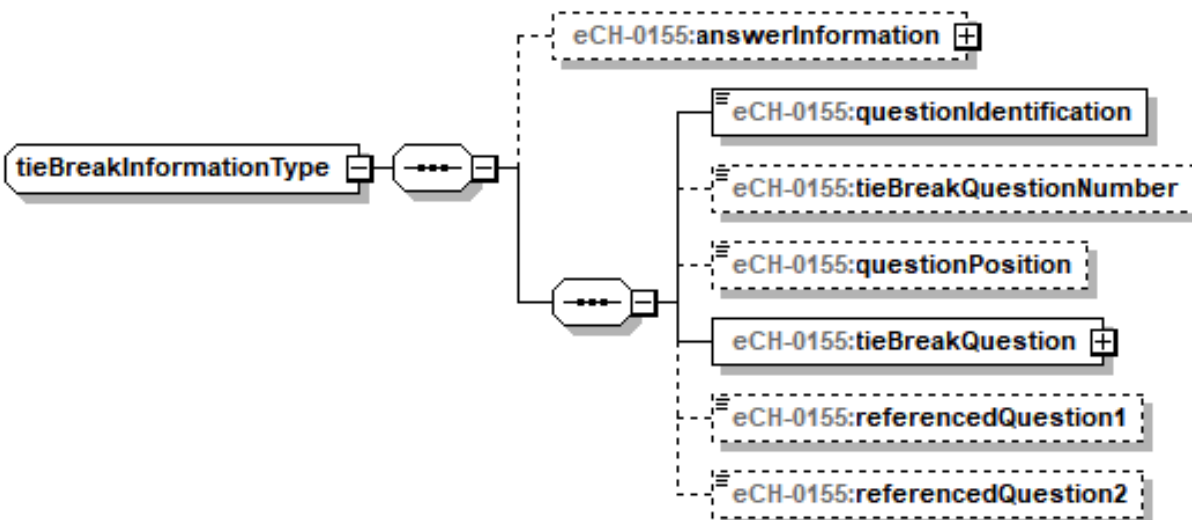 eCH-0155:answerInformation
eCH-0155:questionIdentification
tieBreakInformationType
eCH-0155:tieBreakQuestionNumber
eCH-0155:questionPosition
eCH-0155:tieBreakQuestion
eCH-0155:referencedQuestion1
eCH-0155:referencedQuestion2